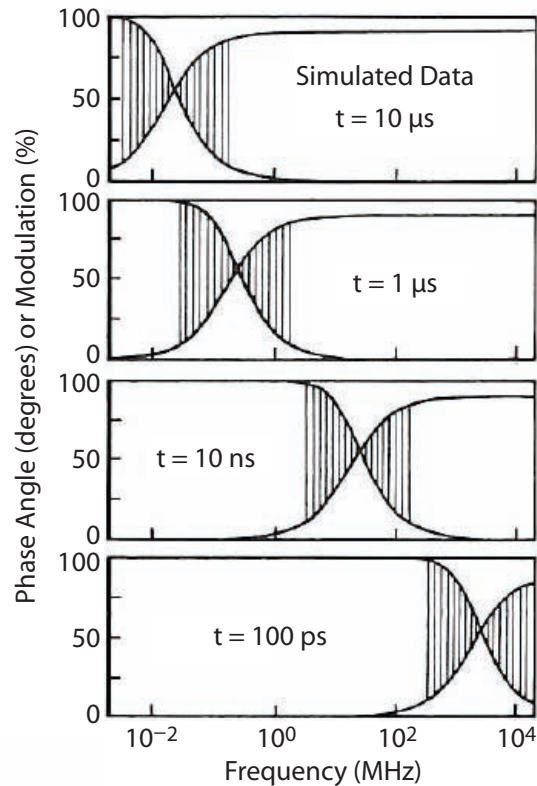 Phase Angle (degrees) or Modulation (%)
100
50
0
Simulated Data
t = 10 µs
100
50
0
t = 1 µs
100
50
0
t = 10 ns
100
50
0
t = 100 ps
10⁻² 10⁰ 10² 10⁴
Frequency (MHz)